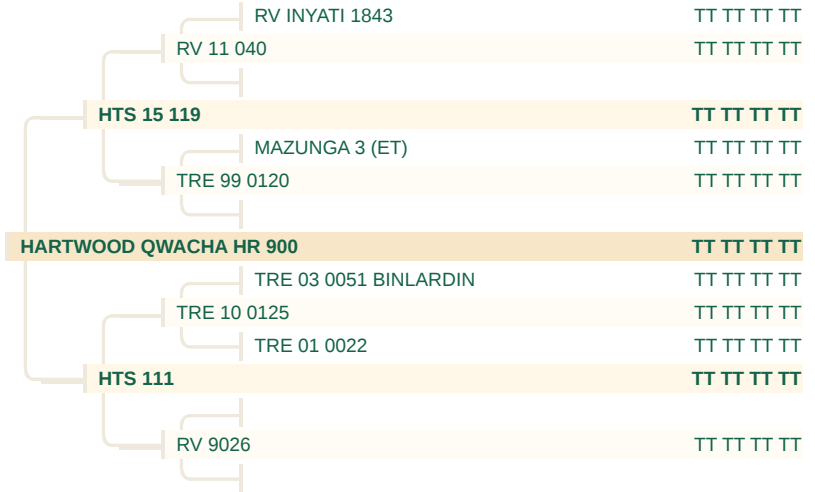 RV INYATI 1843 TT TT TT TT
RV 11 040 TT TT TT TT
HTS 15 119 TT TT TT TT
MAZUNGA 3 (ET) TT TT TT TT
TRE 99 0120 TT TT TT TT
HARTWOOD QWACHA HR 900 TT TT TT TT
TRE 03 0051 BINLARDIN TT TT TT TT
TRE 10 0125 TT TT TT TT
TRE 01 0022 TT TT TT TT
HTS 111 TT TT TT TT
RV 9026 TT TT TT TT